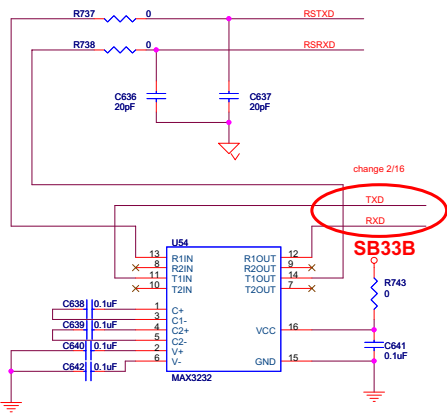 R737 0 RSTXD
R738 0 RSRXD
C636
20pF
C637
20pF
change 2/16
TXD
RXD
SB33B
U54
13 R1IN R1OUT 12
8 R2IN R2OUT 9
11 T1IN T1OUT 14
10 T2IN T2OUT 7
R743
0
C638 0.1uF 1 C+
3 C1-
C639 0.1uF 4 C2+
5 C2-
C640 0.1uF 2 V+
C642 0.1uF 6 V-
VCC 16
GND 15
C641
0.1uF
MAX3232